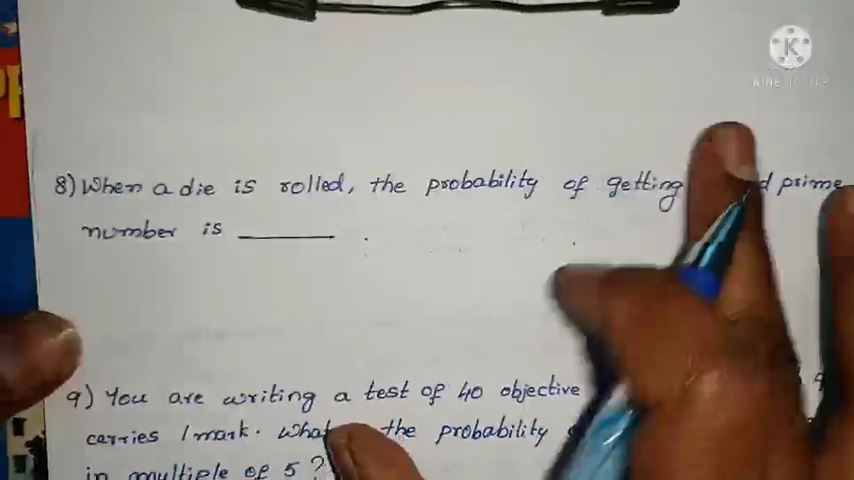 8) When a die is rolled, the probability of getting prime
number is ______ .
9) You are writing a test of 40 objective
carries 1 mark. What the probability
in multiple of 5?